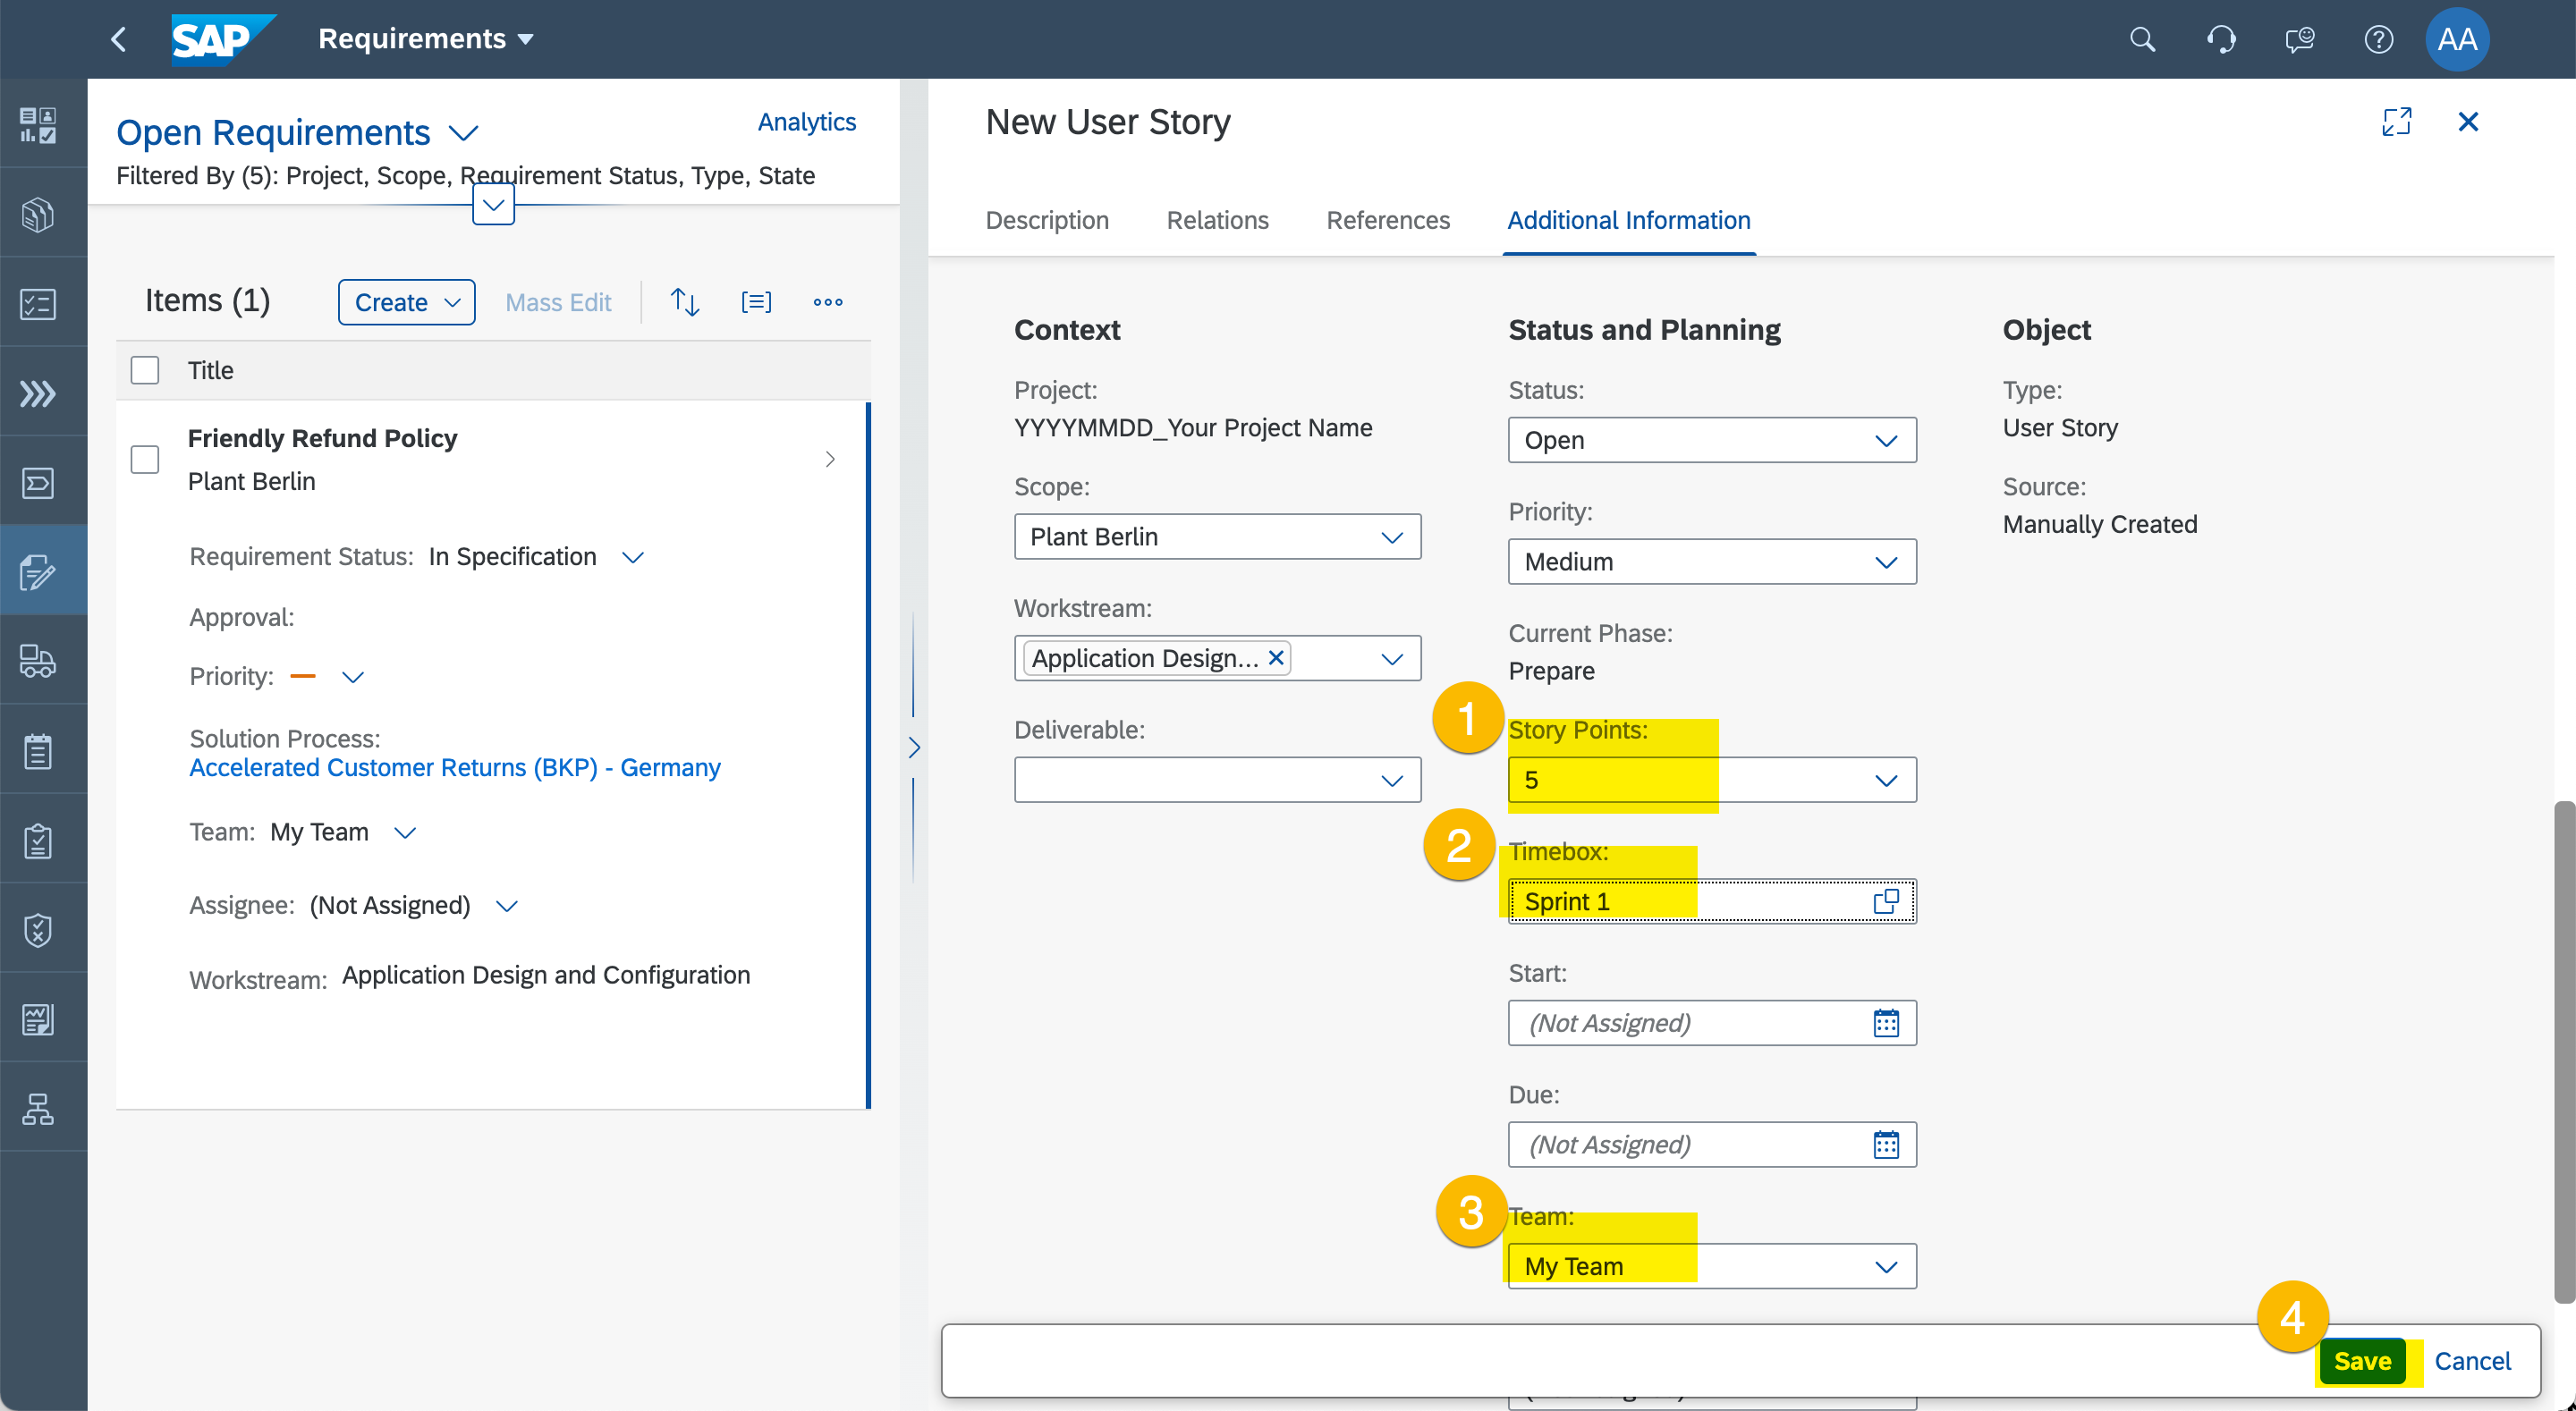 SAP
Requirements
AA
Open Requirements
Analytics
Filtered By (5): Project, Scope, Requirement Status, Type, State
Items (1)
Create
Mass Edit
Title
Friendly Refund Policy
Plant Berlin
Requirement Status: In Specification
Approval:
Priority:
Solution Process:
Accelerated Customer Returns (BKP) - Germany
Team: My Team
Assignee: (Not Assigned)
Workstream: Application Design and Configuration
New User Story
Description
Relations
References
Additional Information
Context
Project:
YYYYMMDD_Your Project Name
Scope:
Plant Berlin
Workstream:
Application Design...
Deliverable:
Status and Planning
Status:
Open
Priority:
Medium
Current Phase:
Prepare
1
Story Points:
5
2
Timebox:
Sprint 1
Start:
(Not Assigned)
Due:
(Not Assigned)
3
Team:
My Team
Object
Type:
User Story
Source:
Manually Created
4
Save
Cancel